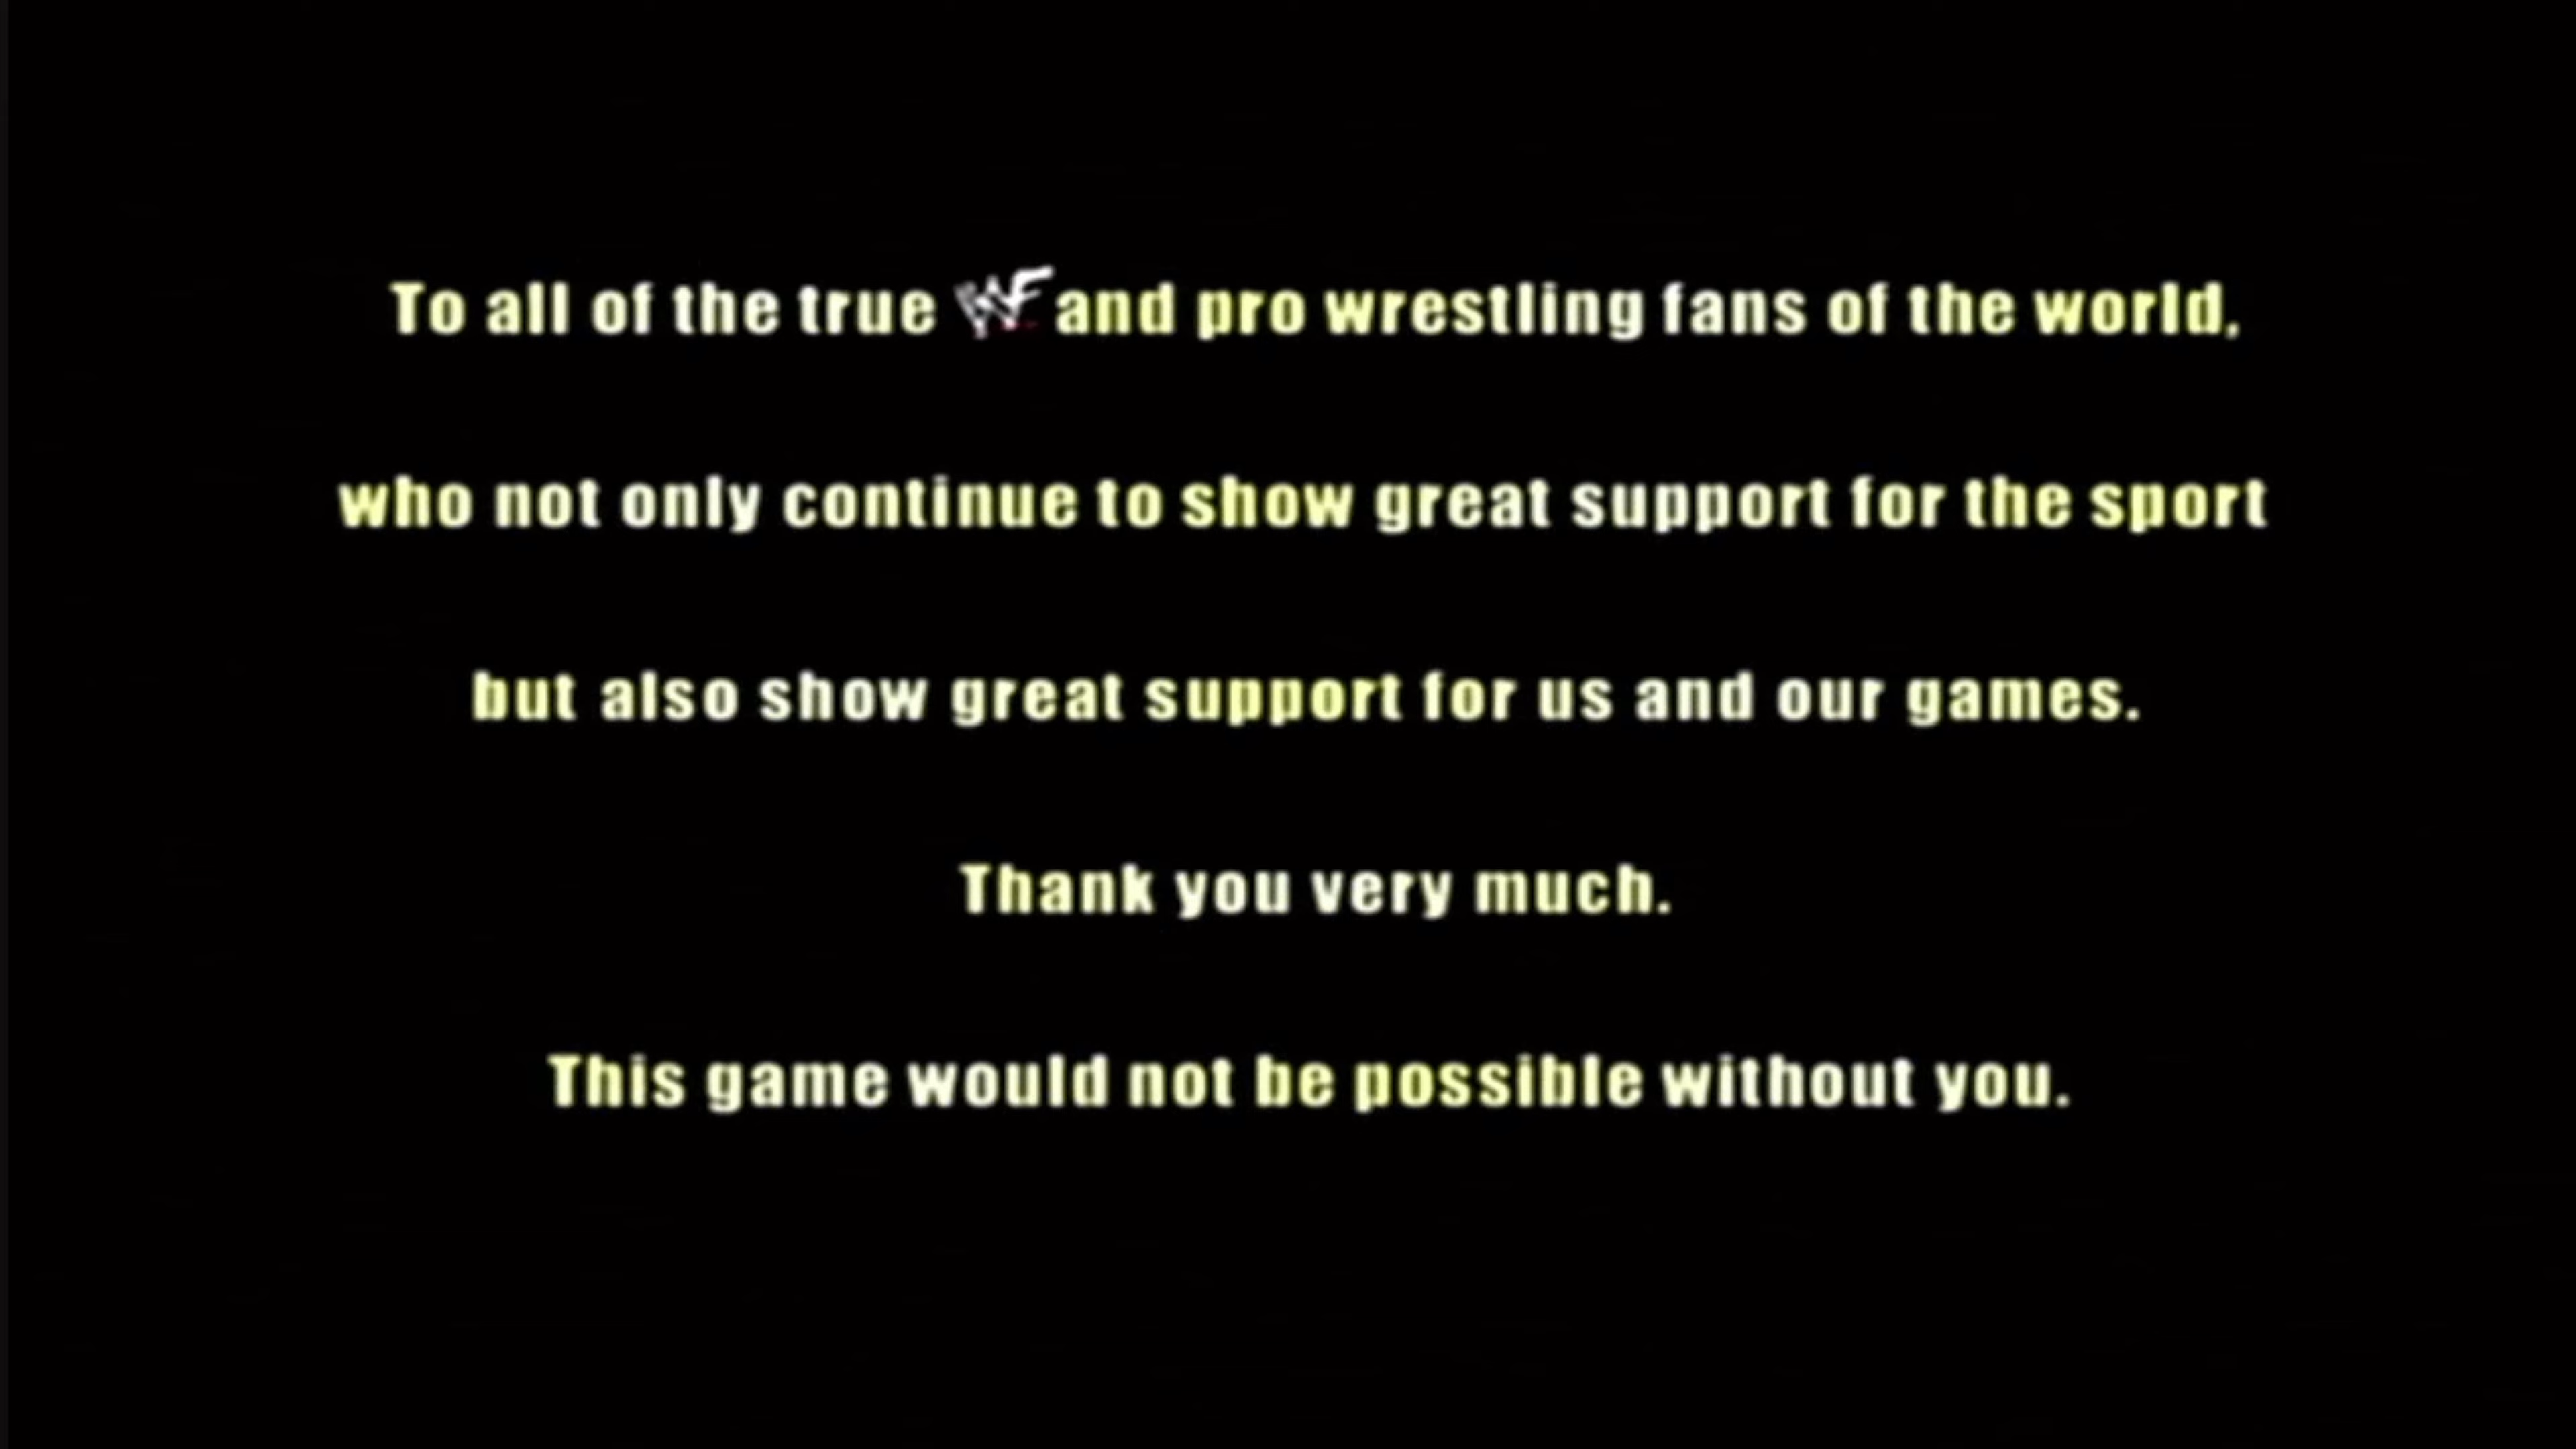 To all of the true WF and pro wrestling fans of the world,
who not only continue to show great support for the sport
but also show great support for us and our games.
Thank you very much.
This game would not be possible without you.